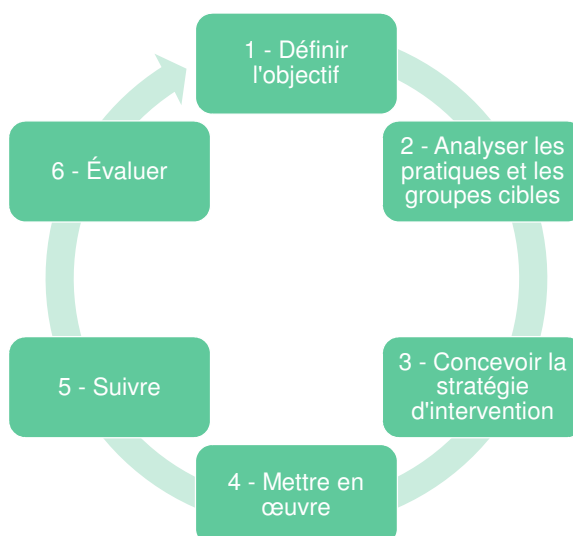 1 - Définir
l'objectif
2 - Analyser les
pratiques et les
groupes cibles
3 - Concevoir la
stratégie
d'intervention
4 - Mettre en
œuvre
5 - Suivre
6 - Évaluer